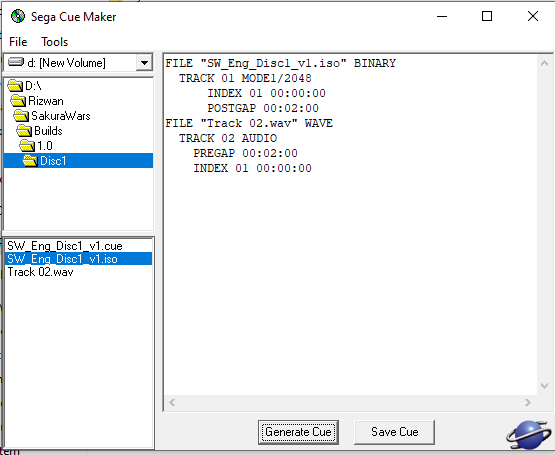 Sega Cue Maker
File Tools
d: [New Volume]
D:\
Rizwan
SakuraWars
Builds
1.0
Disc1
SW_Eng_Disc1_v1.cue
SW_Eng_Disc1_v1.iso
Track 02.wav
FILE "SW_Eng_Disc1_v1.iso" BINARY
TRACK 01 MODE1/2048
INDEX 01 00:00:00
POSTGAP 00:02:00
FILE "Track 02.wav" WAVE
TRACK 02 AUDIO
PREGAP 00:02:00
INDEX 01 00:00:00
Generate Cue
Save Cue